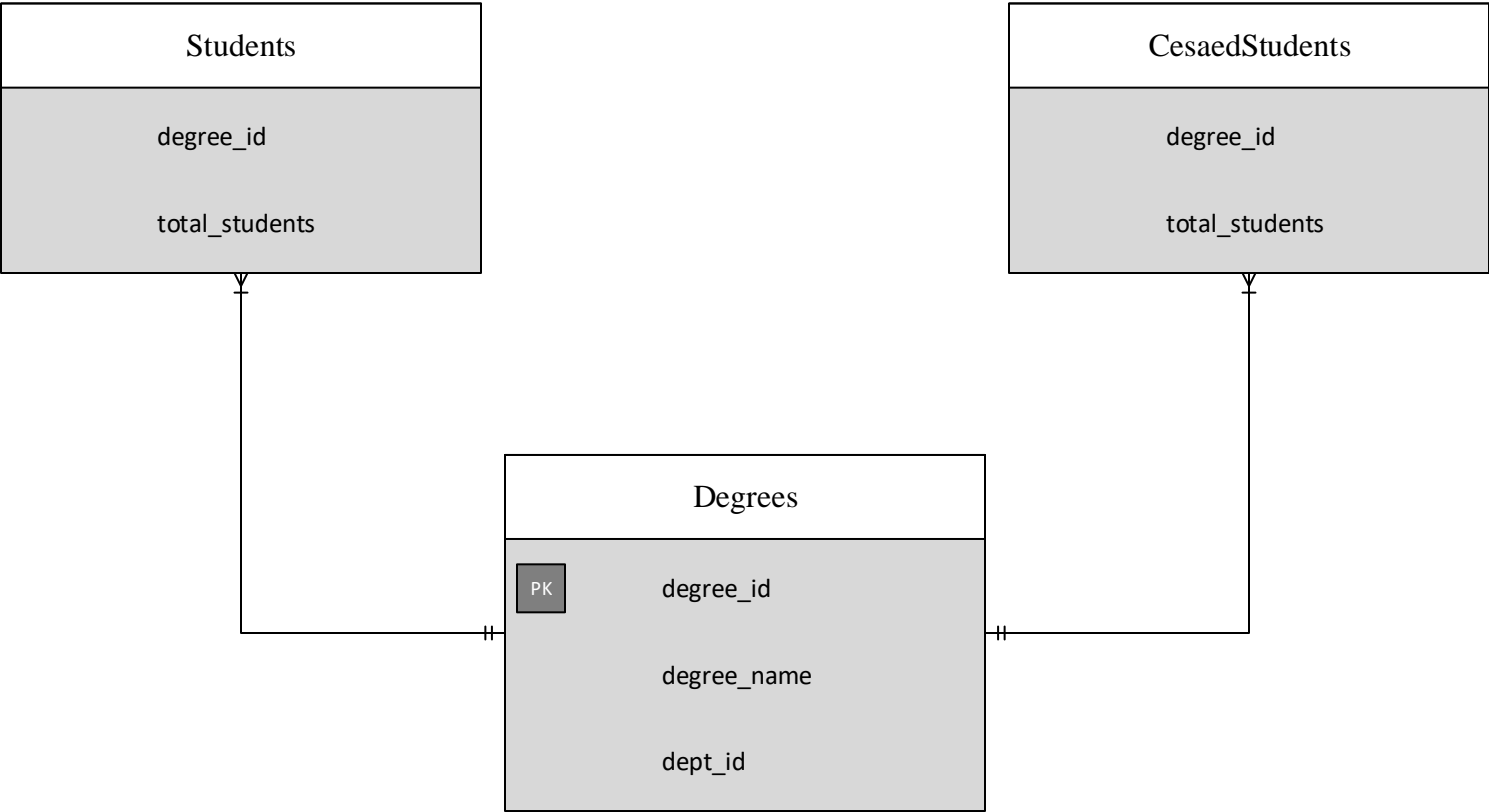 Students
degree_id
total_students
CesaedStudents
degree_id
total_students
Degrees
PK degree_id
degree_name
dept_id